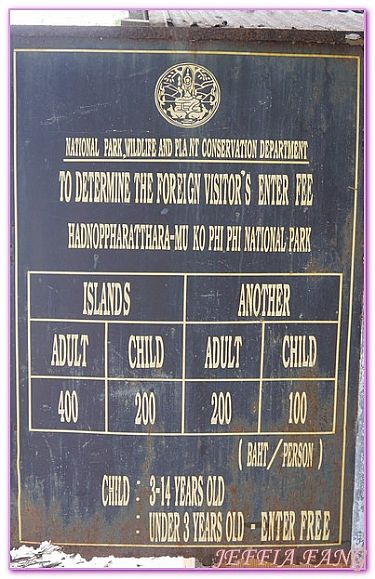 NATIONAL PARK, WILDLIFE AND PLANT CONSERVATION DEPARTMENT
TO DETERMINE THE FOREIGN VISITOR'S ENTER FEE
HADNOPPHARATTHARA-MU KO PHI PHI NATIONAL PARK
ISLANDS ANOTHER
ADULT CHILD ADULT CHILD
400 200 200 100
( BAHT/PERSON )
CHILD : 3-14 YEARS OLD
: UNDER 3 YEARS OLD - ENTER FREE
JEFFIA FANG